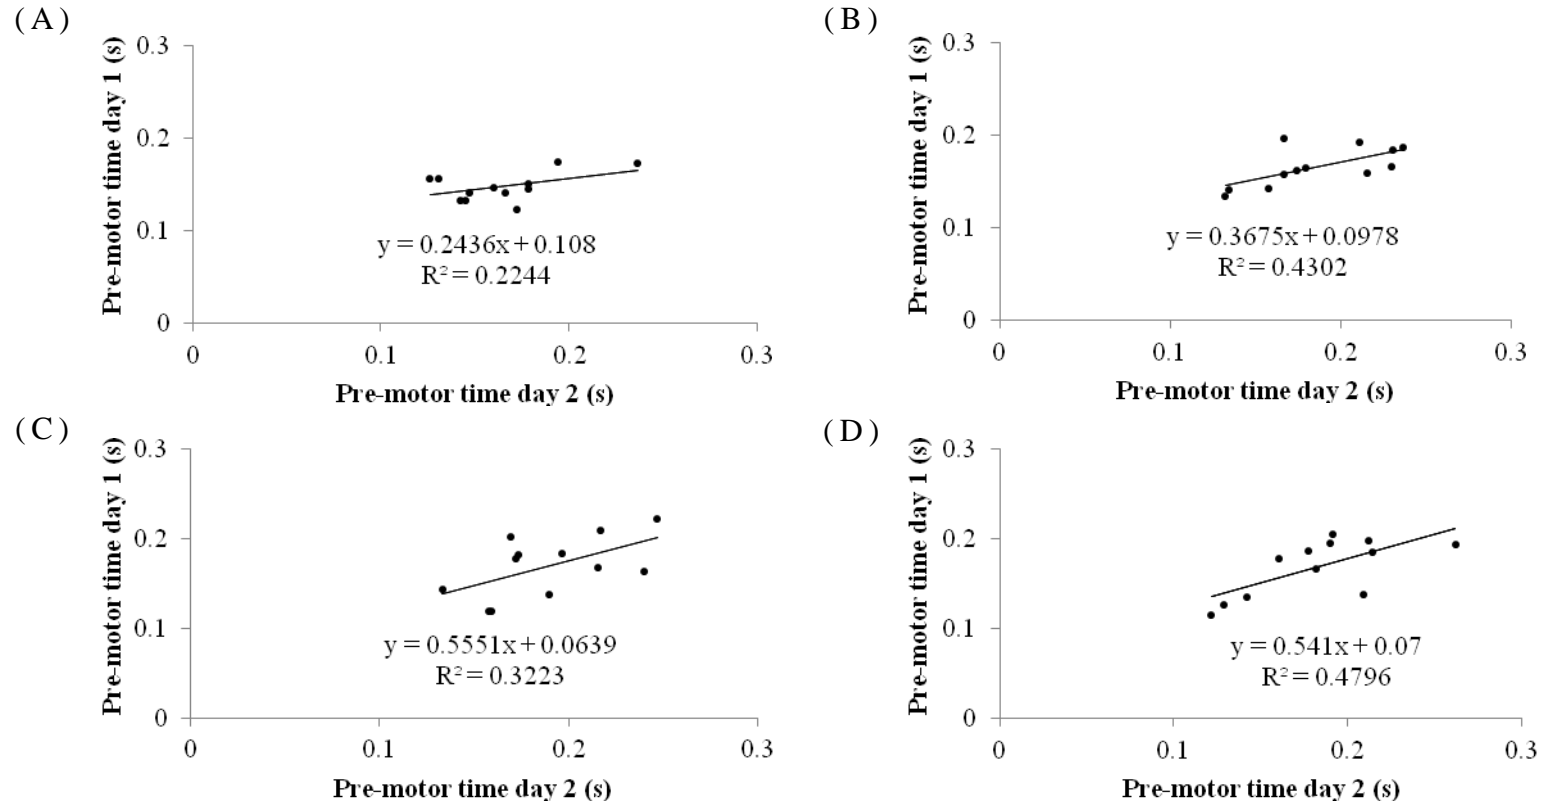 (A)
Pre-motor time day 1 (s)
0.3
0.2
0.1
0
y = 0.2436x + 0.108
R² = 0.2244
0 0.1 0.2 0.3
Pre-motor time day 2 (s)
(B)
Pre-motor time day 1 (s)
0.3
0.2
0.1
0
y = 0.3675x + 0.0978
R² = 0.4302
0 0.1 0.2 0.3
Pre-motor time day 2 (s)
(C)
Pre-motor time day 1 (s)
0.3
0.2
0.1
0
y = 0.5551x + 0.0639
R² = 0.3223
0 0.1 0.2 0.3
Pre-motor time day 2 (s)
(D)
Pre-motor time day 1 (s)
0.3
0.2
0.1
0
y = 0.541x + 0.07
R² = 0.4796
0 0.1 0.2 0.3
Pre-motor time day 2 (s)